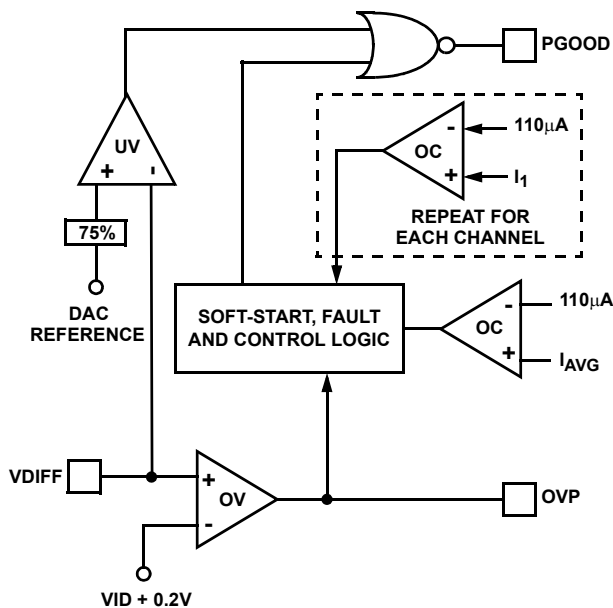 PGOOD
110μA
-
OC
+
I1
REPEAT FOR
EACH CHANNEL
UV
+ -
75%
DAC
REFERENCE
SOFT-START, FAULT
AND CONTROL LOGIC
110μA
-
OC
+
IAVG
VDIFF
+
OV
-
OVP
VID + 0.2V